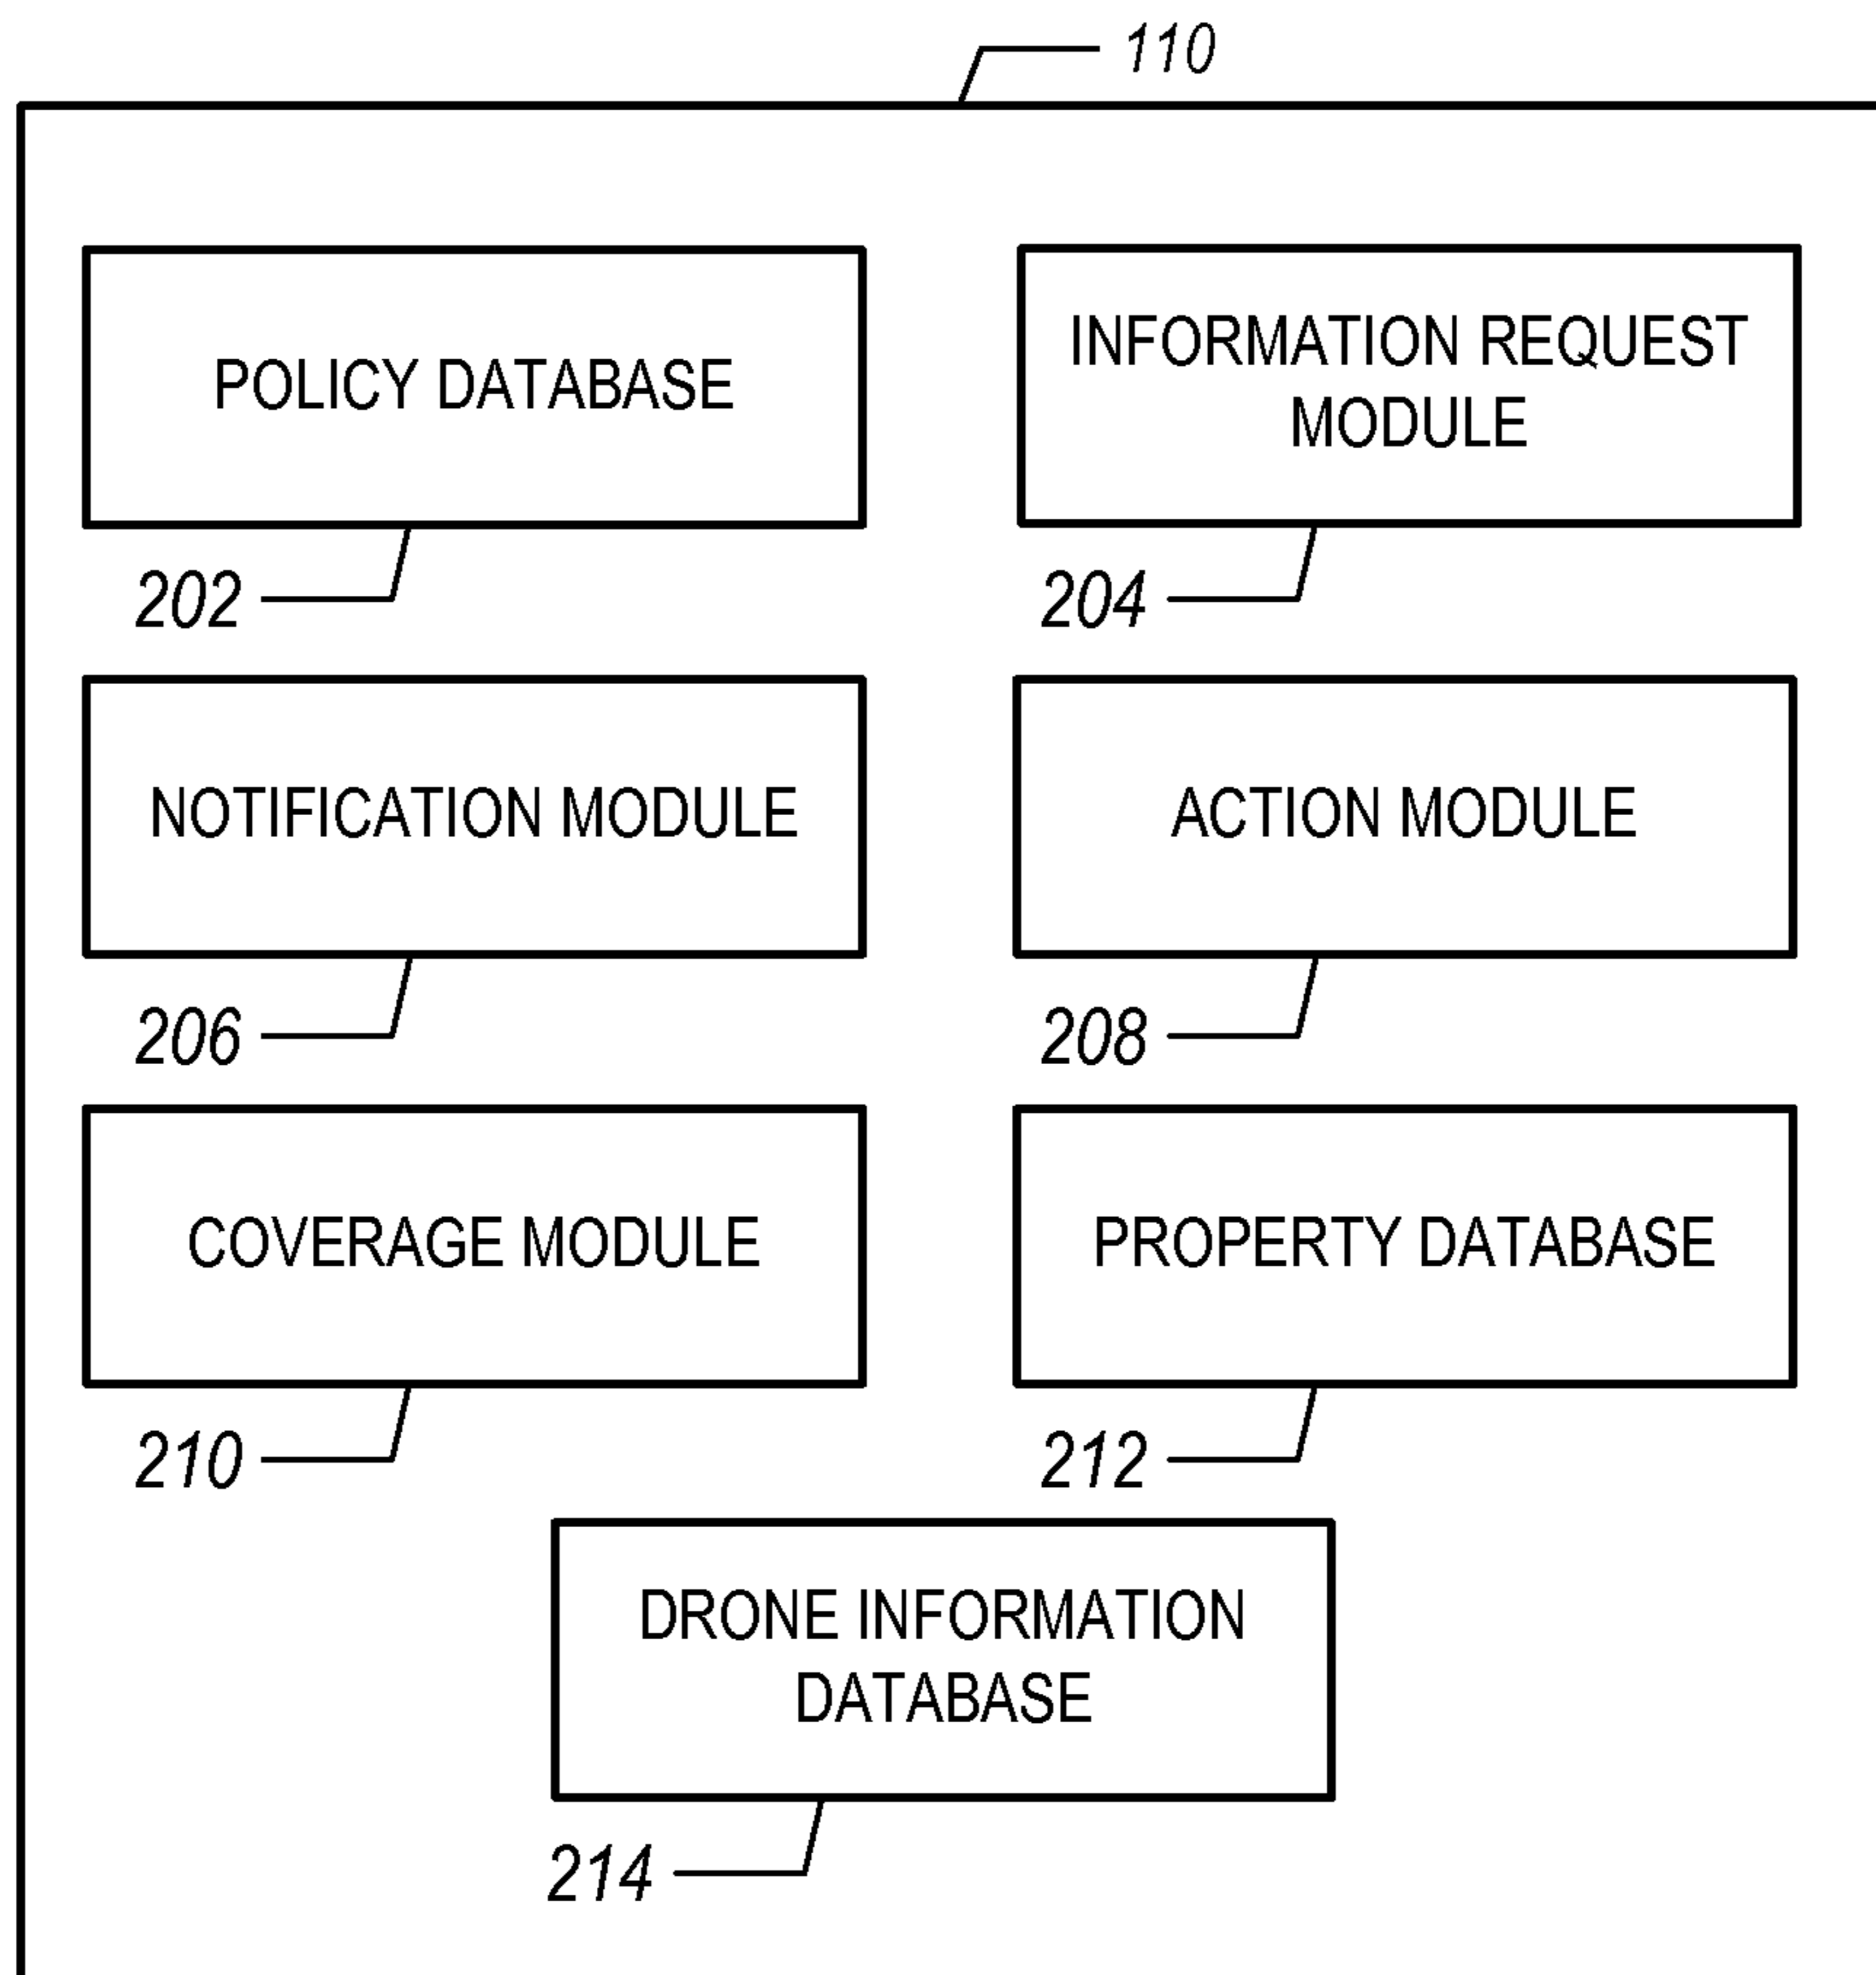 110
POLICY DATABASE
202
INFORMATION REQUEST
MODULE
204
NOTIFICATION MODULE
206
ACTION MODULE
208
COVERAGE MODULE
210
PROPERTY DATABASE
212
DRONE INFORMATION
DATABASE
214